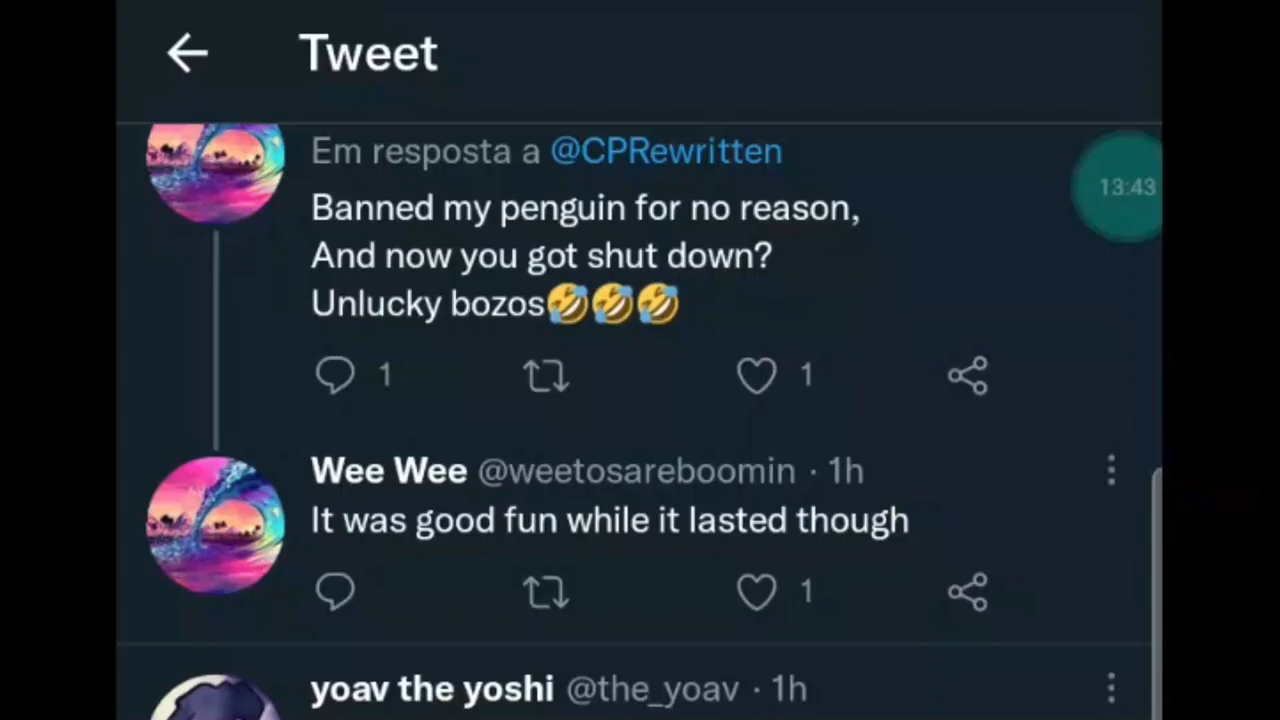 Tweet
Em resposta a @CPRewritten
13:43
Banned my penguin for no reason,
And now you got shut down?
Unlucky bozos🤣🤣🤣
1 1
Wee Wee @weetosareboomin · 1h
It was good fun while it lasted though
1
yoav the yoshi @the_yoav · 1h